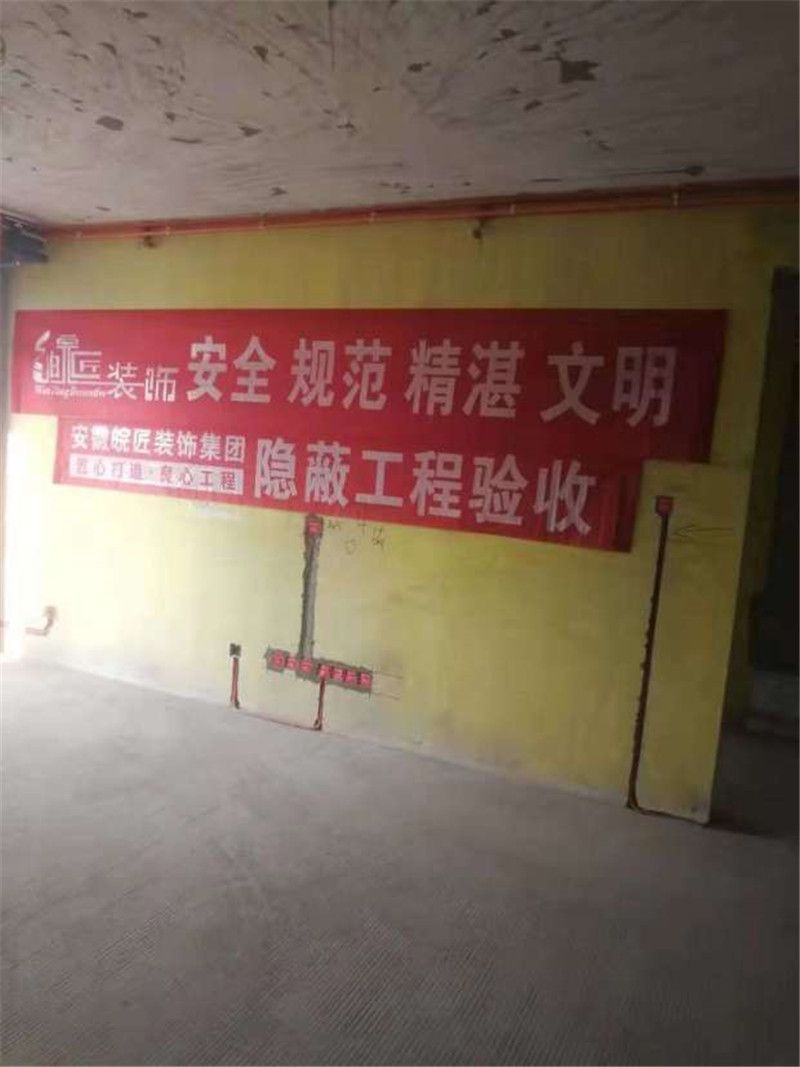 皖匠装饰 安全 规范 精湛 文明
安徽皖匠装饰集团
匠心打造·良心工程
隐蔽工程验收